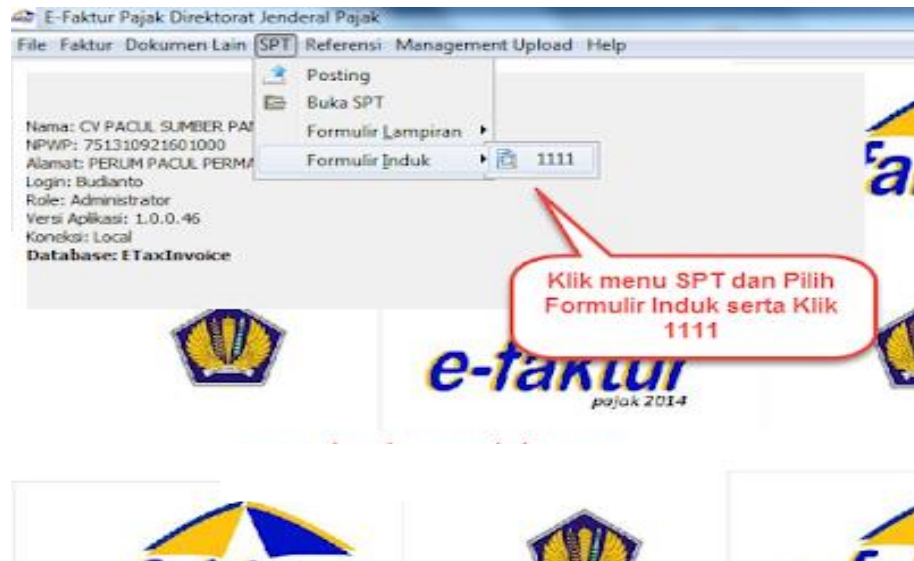 E-Faktur Pajak Direktorat Jenderal Pajak
File Faktur Dokumen Lain SPT Referensi Management Upload Help
Posting
Buka SPT
Formulir Lampiran
Formulir Induk
1111
Nama: CV PACUL SUMBER
NPWP: 751310921601000
Alamat: PERUM PACUL
Login: Budianto
Role: Administrator
Versi Aplikasi: 1.0.0.46
Koneksi: Local
Database: ETaxInvoice
Klik menu SPT dan Pilih
Formulir Induk serta Klik
1111
e-faktur
pajak 2014